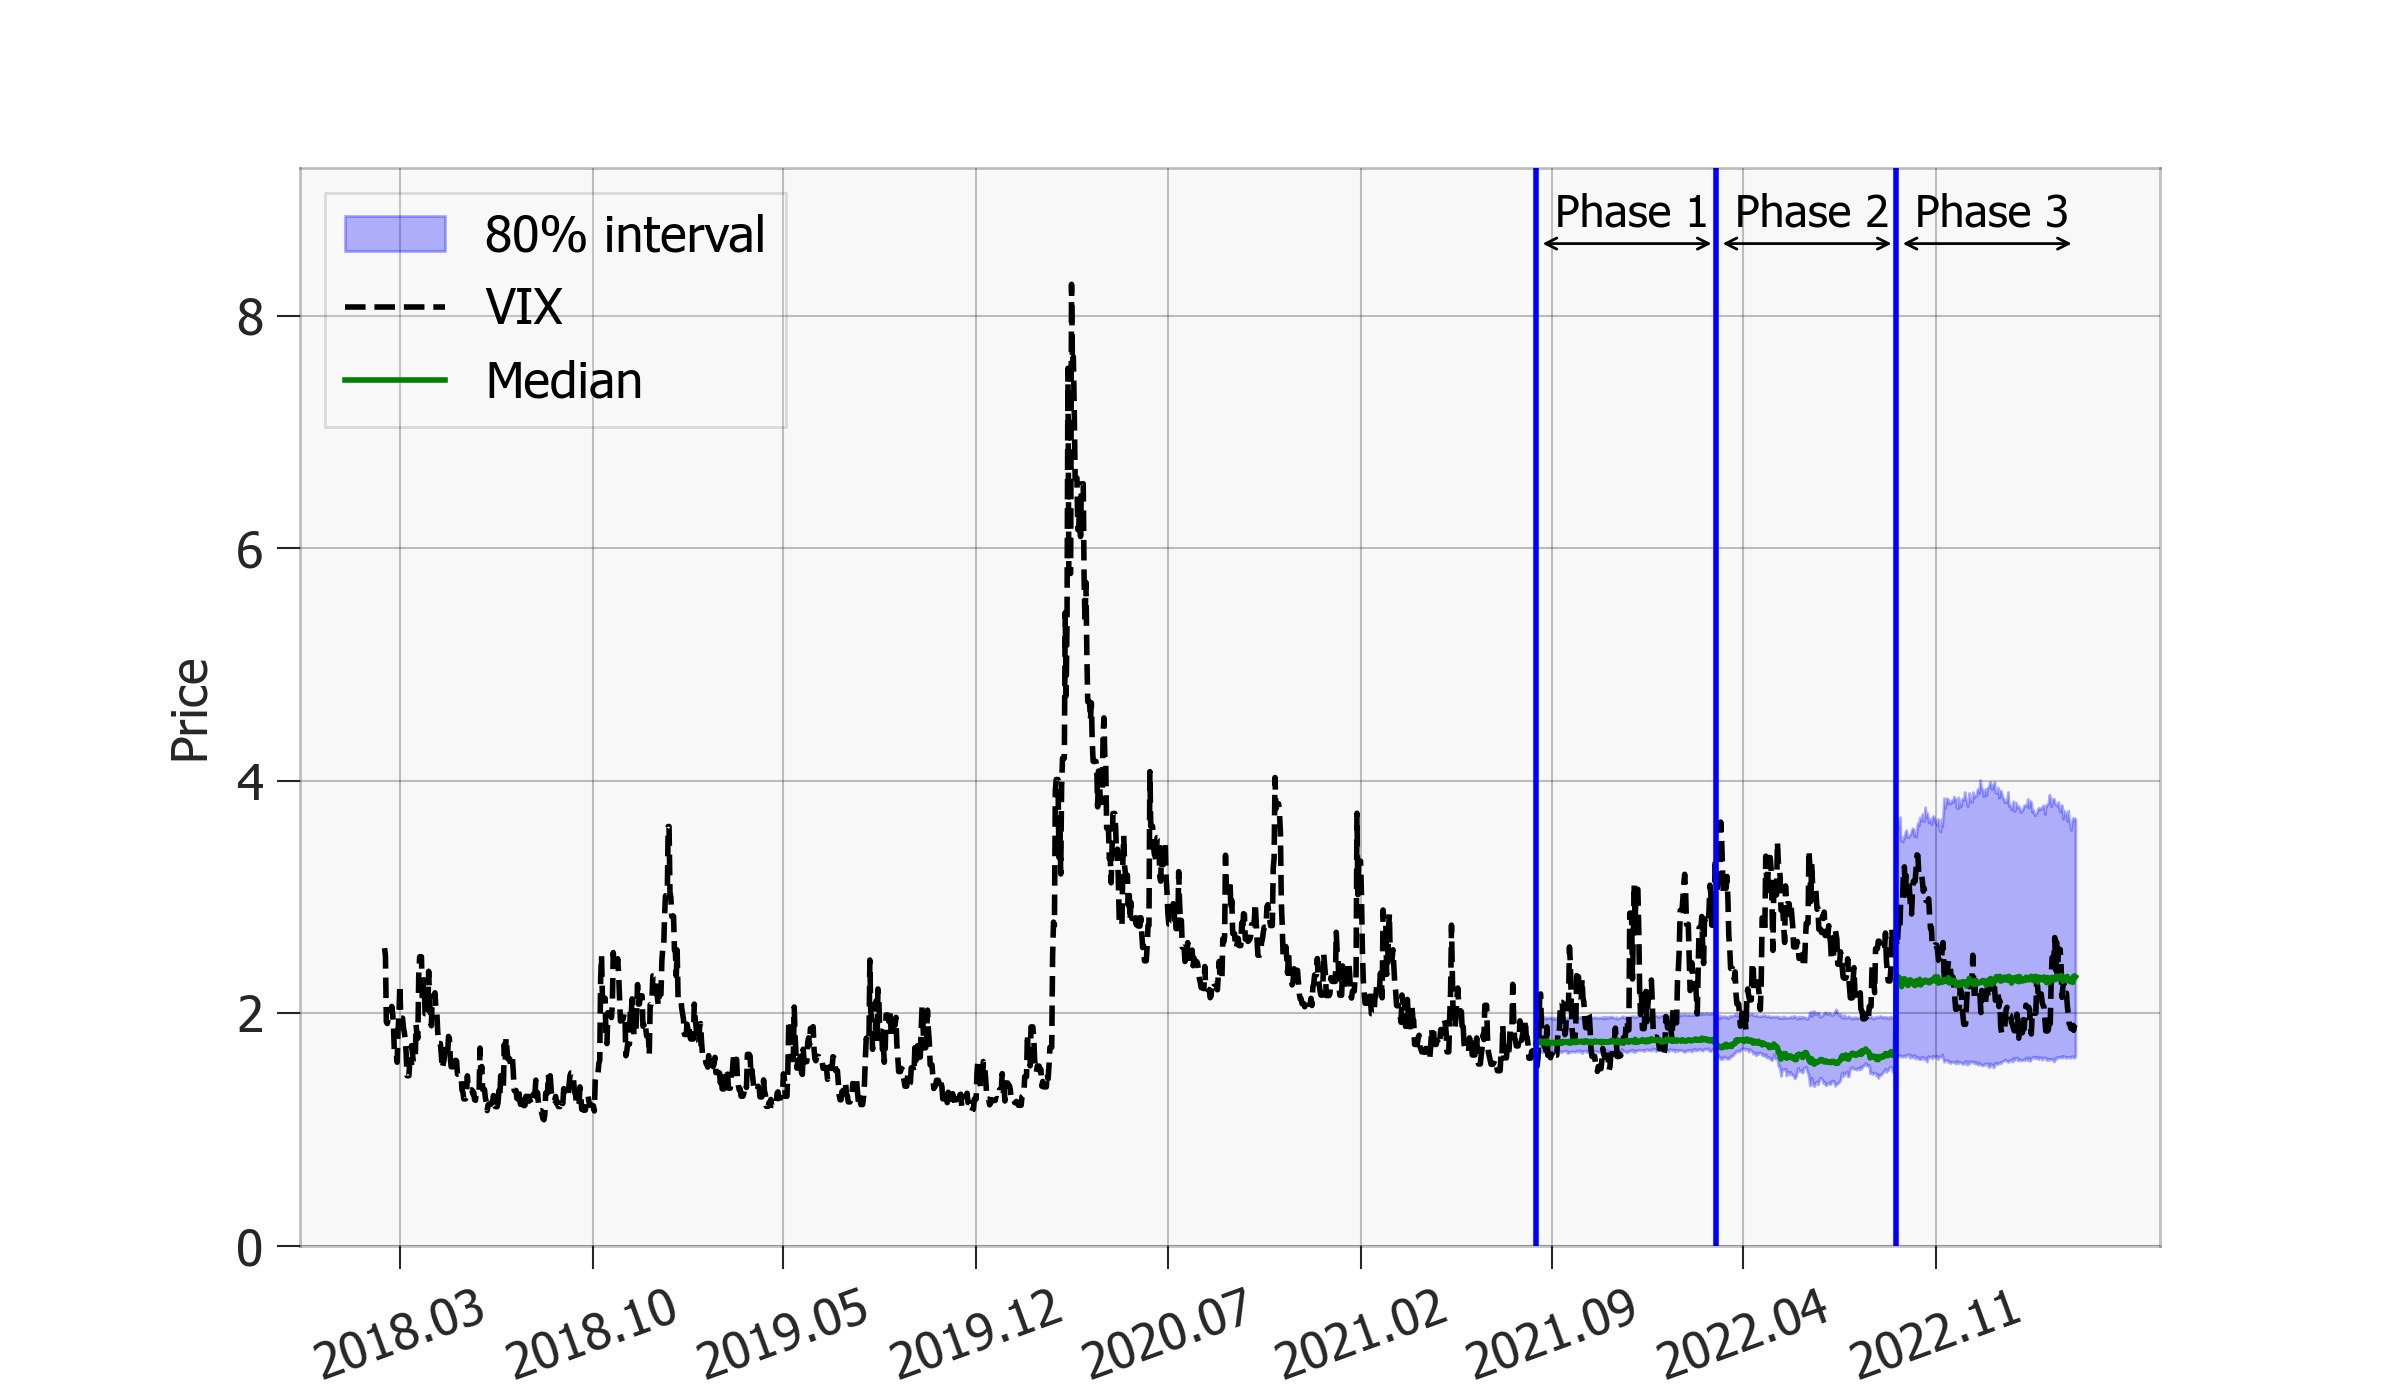 Phase 1
Phase 2
Phase 3
80% interval
VIX
Median
8
6
4
2
0
Price
2018.03
2018.10
2019.05
2019.12
2020.07
2021.02
2021.09
2022.04
2022.11